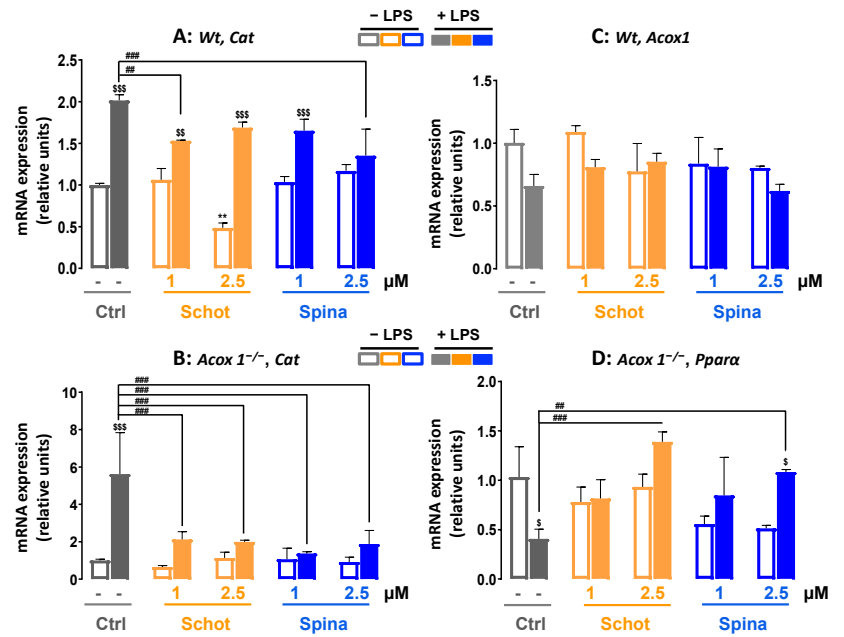 − LPS + LPS
A: Wt, Cat
mRNA expression
(relative units)
2.5
2.0
1.5
1.0
0.5
0.0
###
##
$$$
$$
**
$$$
$$$
- -
1
2.5
1
2.5
µM
Ctrl
Schot
Spina
C: Wt, Acox1
mRNA expression
(relative units)
1.5
1.0
0.5
0.0
- -
1
2.5
1
2.5
µM
Ctrl
Schot
Spina
− LPS + LPS
B: Acox 1−/−, Cat
mRNA expression
(relative units)
10
8
6
4
2
0
###
###
###
###
$$$
- -
1
2.5
1
2.5
µM
Ctrl
Schot
Spina
D: Acox 1−/−, Pparα
mRNA expression
(relative units)
2.0
1.5
1.0
0.5
0.0
##
###
$
$
- -
1
2.5
1
2.5
µM
Ctrl
Schot
Spina